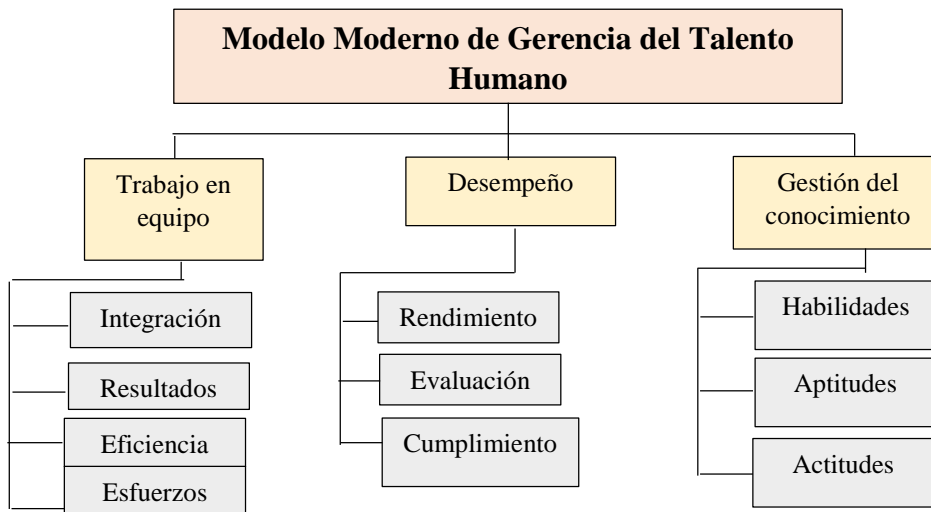 Modelo Moderno de Gerencia del Talento
Humano
Trabajo en
equipo
Integración
Resultados
Eficiencia
Esfuerzos
Desempeño
Rendimiento
Evaluación
Cumplimiento
Gestión del
conocimiento
Habilidades
Aptitudes
Actitudes